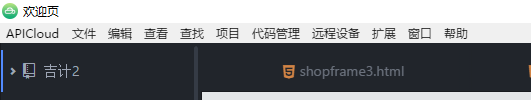 欢迎页
APICloud 文件 编辑 查看 查找 项目 代码管理 远程设备 扩展 窗口 帮助
吉计2 shopframe3.html